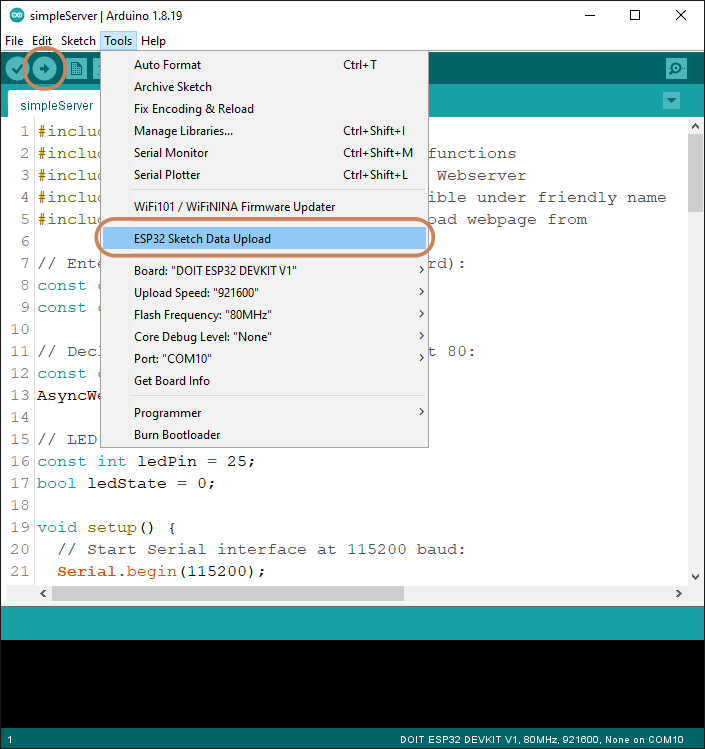 simpleServer | Arduino 1.8.19
File Edit Sketch Tools Help
simpleServer
Auto Format Ctrl+T
Archive Sketch
Fix Encoding & Reload
Manage Libraries... Ctrl+Shift+I
Serial Monitor Ctrl+Shift+M
Serial Plotter Ctrl+Shift+L
WiFi101 / WiFiNINA Firmware Updater
ESP32 Sketch Data Upload
Board: "DOIT ESP32 DEVKIT V1"
Upload Speed: "921600"
Flash Frequency: "80MHz"
Core Debug Level: "None"
Port: "COM10"
Get Board Info
Programmer
Burn Bootloader
1 #includ
2 #includ functions
3 #includ Webserver
4 #includ ible under friendly name
5 #includ oad webpage from
6
7 // Ente rd):
8 const c
9 const c
10
11 // Decl t 80:
12 const c
13 AsyncWe
14
15 // LED
16 const int ledPin = 25;
17 bool ledState = 0;
18
19 void setup() {
20 // Start Serial interface at 115200 baud:
21 Serial.begin(115200);
1 DOIT ESP32 DEVKIT V1, 80MHz, 921600, None on COM10